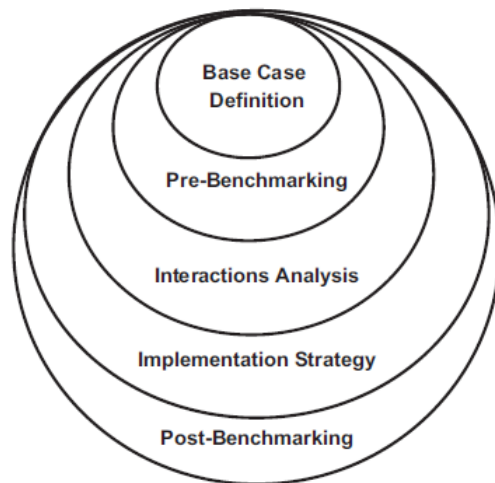 Base Case
Definition
Pre-Benchmarking
Interactions Analysis
Implementation Strategy
Post-Benchmarking